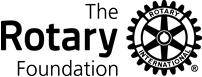 The
Rotary
Foundation
ROTARY
INTERNATIONAL
®